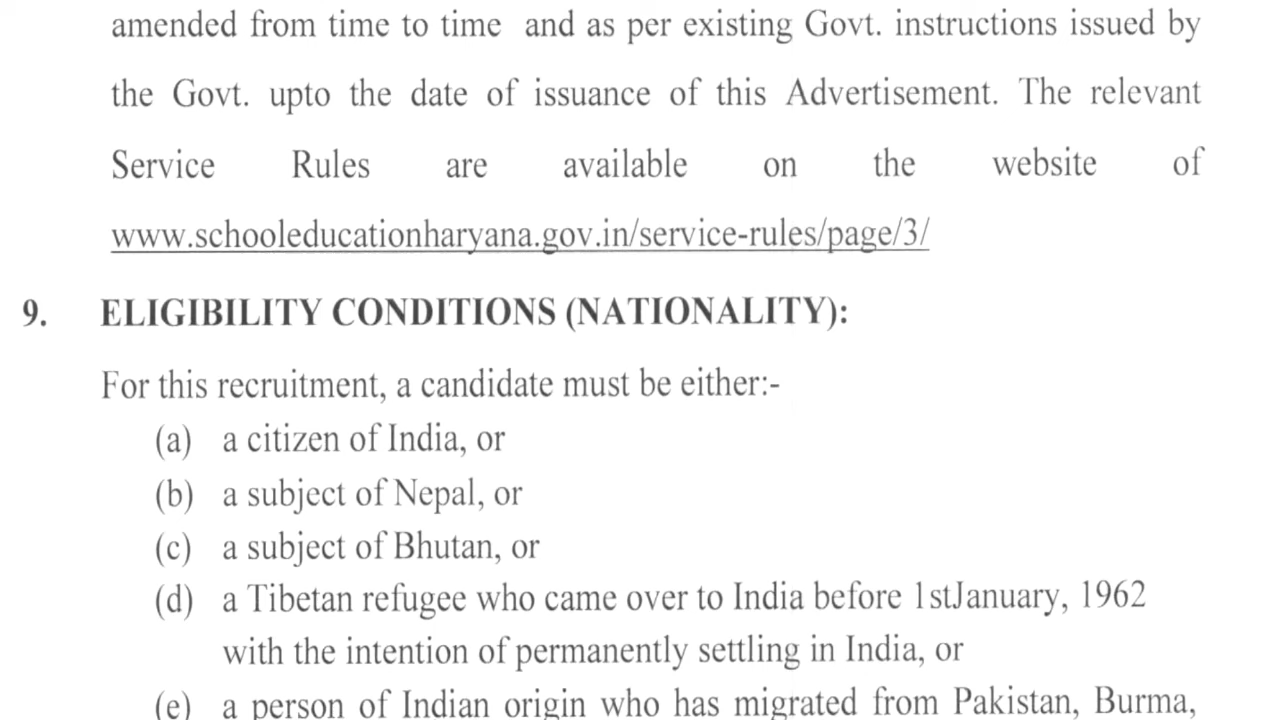 amended from time to time and as per existing Govt. instructions issued by
the Govt. upto the date of issuance of this Advertisement. The relevant
Service Rules are available on the website of
www.schooleducationharyana.gov.in/service-rules/page/3/
9. ELIGIBILITY CONDITIONS (NATIONALITY):
For this recruitment, a candidate must be either:-
(a) a citizen of India, or
(b) a subject of Nepal, or
(c) a subject of Bhutan, or
(d) a Tibetan refugee who came over to India before 1stJanuary, 1962
with the intention of permanently settling in India, or
(e) a person of Indian origin who has migrated from Pakistan, Burma,